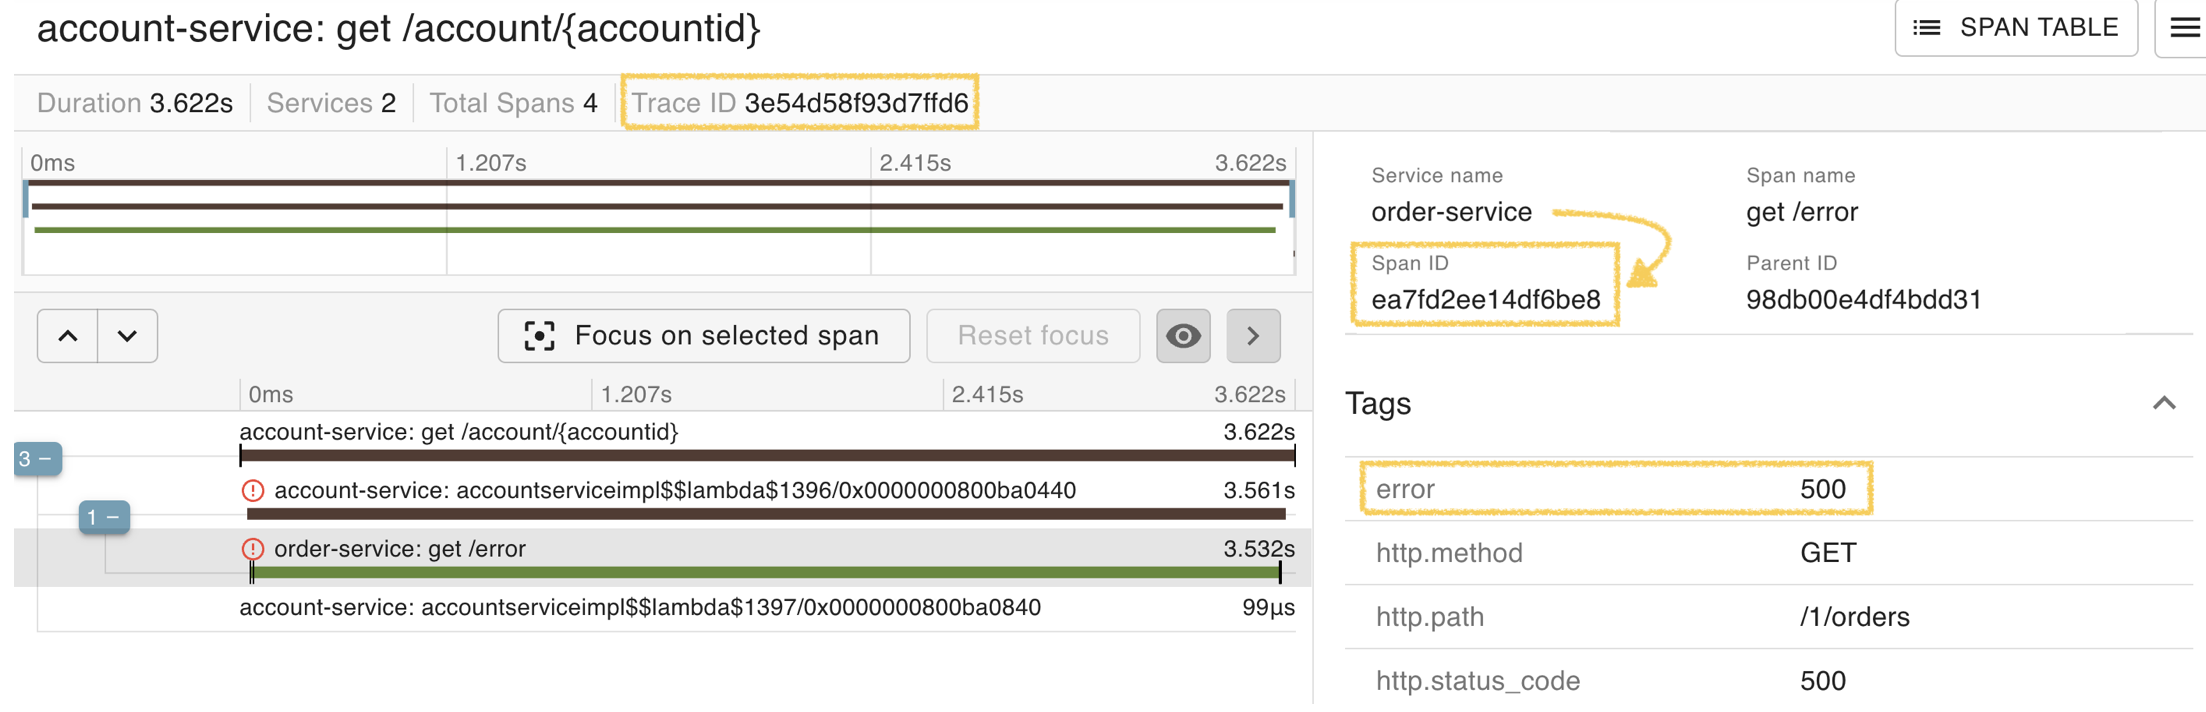 account-service: get /account/{accountid}
SPAN TABLE
Duration 3.622s Services 2 Total Spans 4 Trace ID 3e54d58f93d7ffd6
0ms 1.207s 2.415s 3.622s
Service name Span name
order-service get /error
Span ID Parent ID
ea7fd2ee14df6be8 98db00e4df4bdd31
Focus on selected span Reset focus
0ms 1.207s 2.415s 3.622s
account-service: get /account/{accountid} 3.622s
3 –
account-service: accountserviceimpl$$lambda$1396/0x0000000800ba0440 3.561s
1 –
order-service: get /error 3.532s
account-service: accountserviceimpl$$lambda$1397/0x0000000800ba0840 99μs
Tags
error 500
http.method GET
http.path /1/orders
http.status_code 500